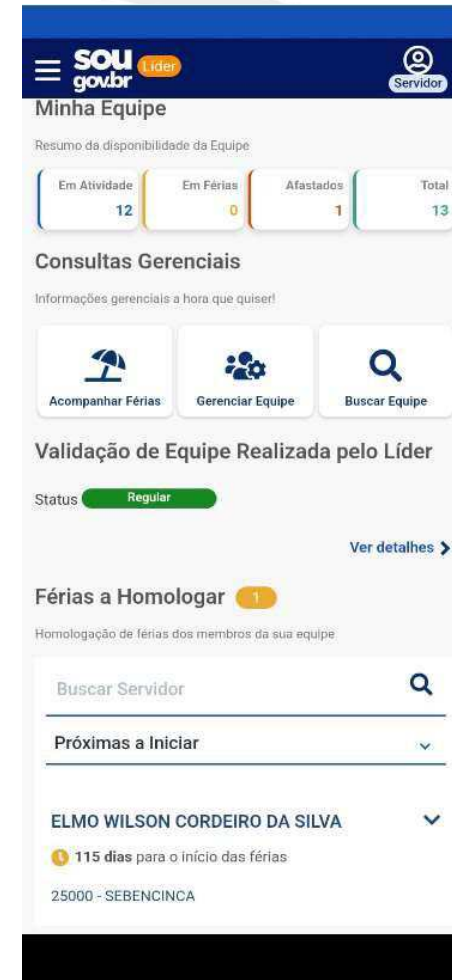 SOU
gov.br
Líder
Servidor
Minha Equipe
Resumo da disponibilidade da Equipe
Em Atividade
12
Em Férias
0
Afastados
1
Total
13
Consultas Gerenciais
Informações gerenciais a hora que quiser!
Acompanhar Férias
Gerenciar Equipe
Buscar Equipe
Validação de Equipe Realizada pelo Líder
Status Regular
Ver detalhes
Férias a Homologar 1
Homologação de férias dos membros da sua equipe
Buscar Servidor
Próximas a Iniciar
ELMO WILSON CORDEIRO DA SILVA
115 dias para o início das férias
25000 - SEBENCINCA